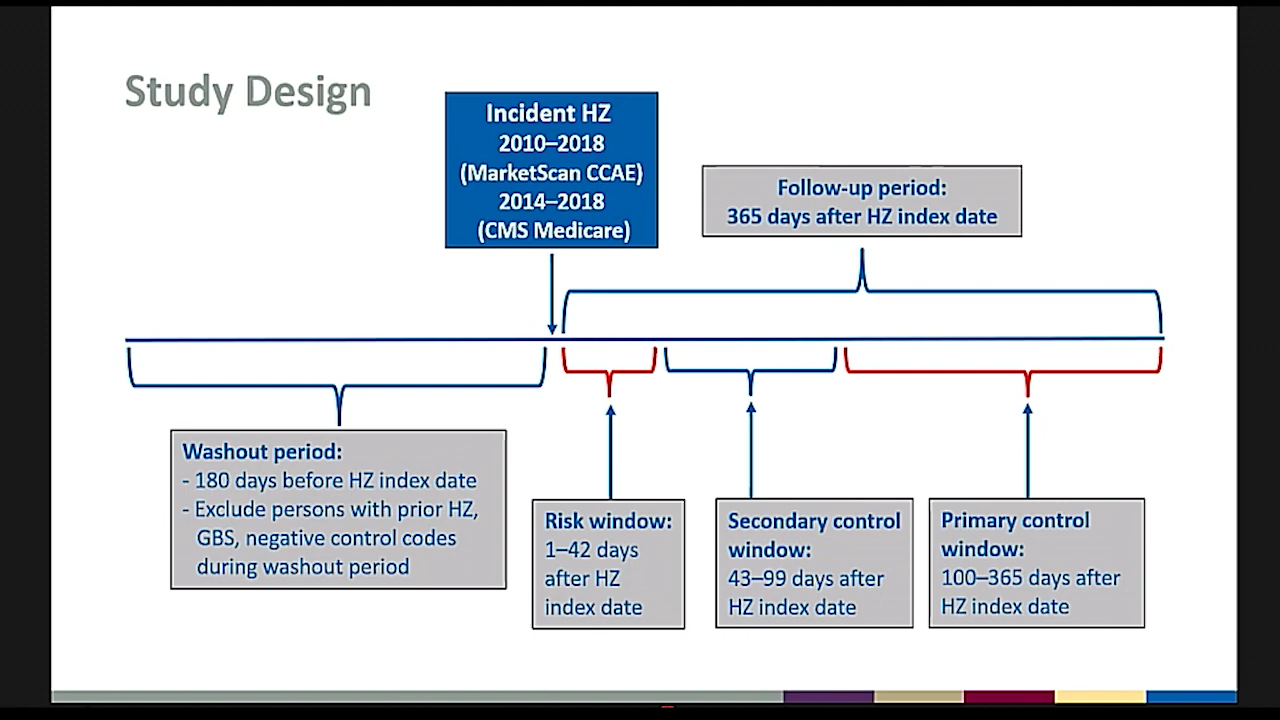 Study Design
Incident HZ
2010–2018
(MarketScan CCAE)
2014–2018
(CMS Medicare)
Follow-up period:
365 days after HZ index date
Washout period:
- 180 days before HZ index date
- Exclude persons with prior HZ,
GBS, negative control codes
during washout period
Risk window:
1–42 days
after HZ
index date
Secondary control
window:
43–99 days after
HZ index date
Primary control
window:
100–365 days after
HZ index date